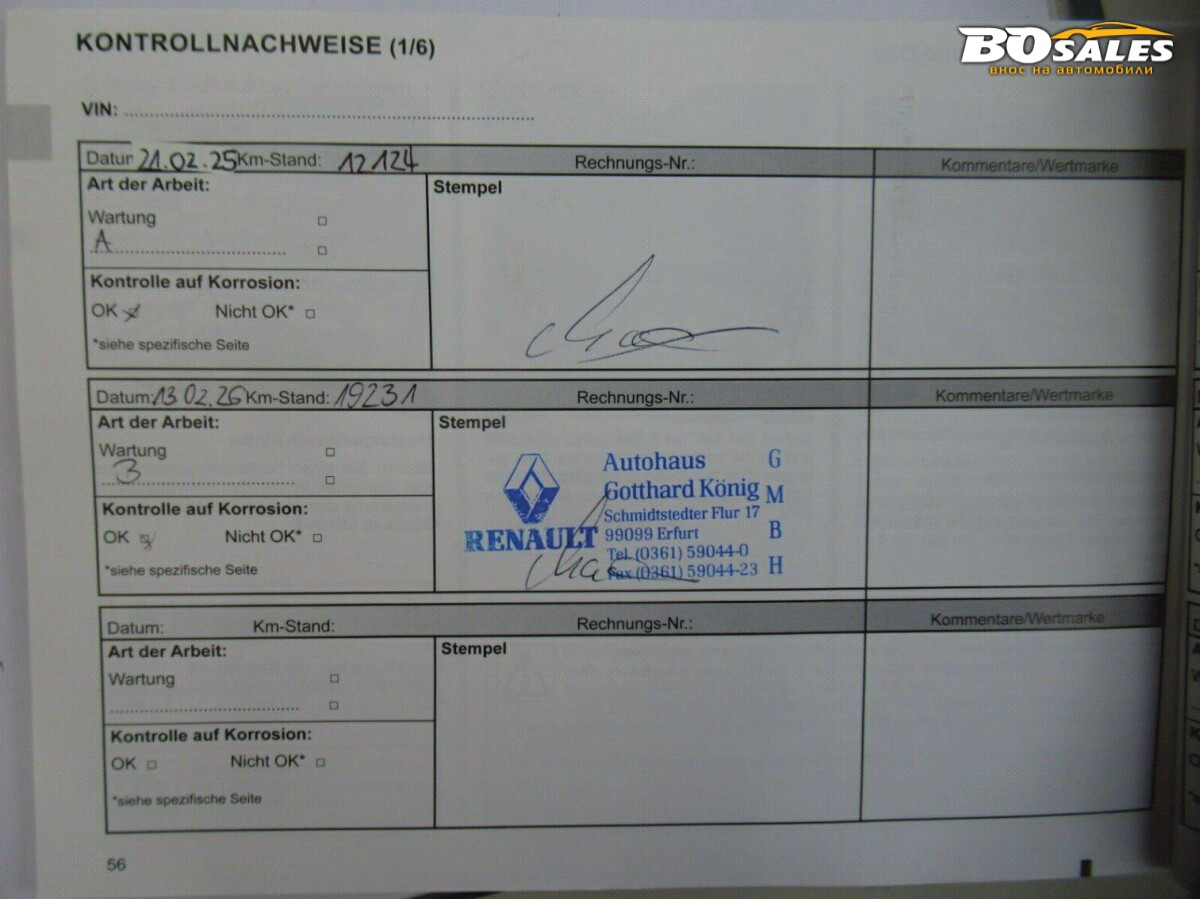 BOSALES
внос на автомобили
KONTROLLNACHWEISE (1/6)
VIN:
Datum 21.02.25 Km-Stand: 12124 Rechnungs-Nr.: Kommentare/Wertmarke
Art der Arbeit: Stempel
Wartung
A
Kontrolle auf Korrosion:
OK Nicht OK*
*siehe spezifische Seite
Datum: 13.02.26 Km-Stand: 19231 Rechnungs-Nr.: Kommentare/Wertmarke
Art der Arbeit: Stempel
Wartung
B
Kontrolle auf Korrosion:
OK Nicht OK*
*siehe spezifische Seite
RENAULT
Autohaus G
Gotthard König M
Schmidtstedter Flur 17
99099 Erfurt B
Tel. (0361) 59044-0
Fax (0361) 59044-23 H
Datum: Km-Stand: Rechnungs-Nr.: Kommentare/Wertmarke
Art der Arbeit: Stempel
Wartung
Kontrolle auf Korrosion:
OK Nicht OK*
*siehe spezifische Seite
56